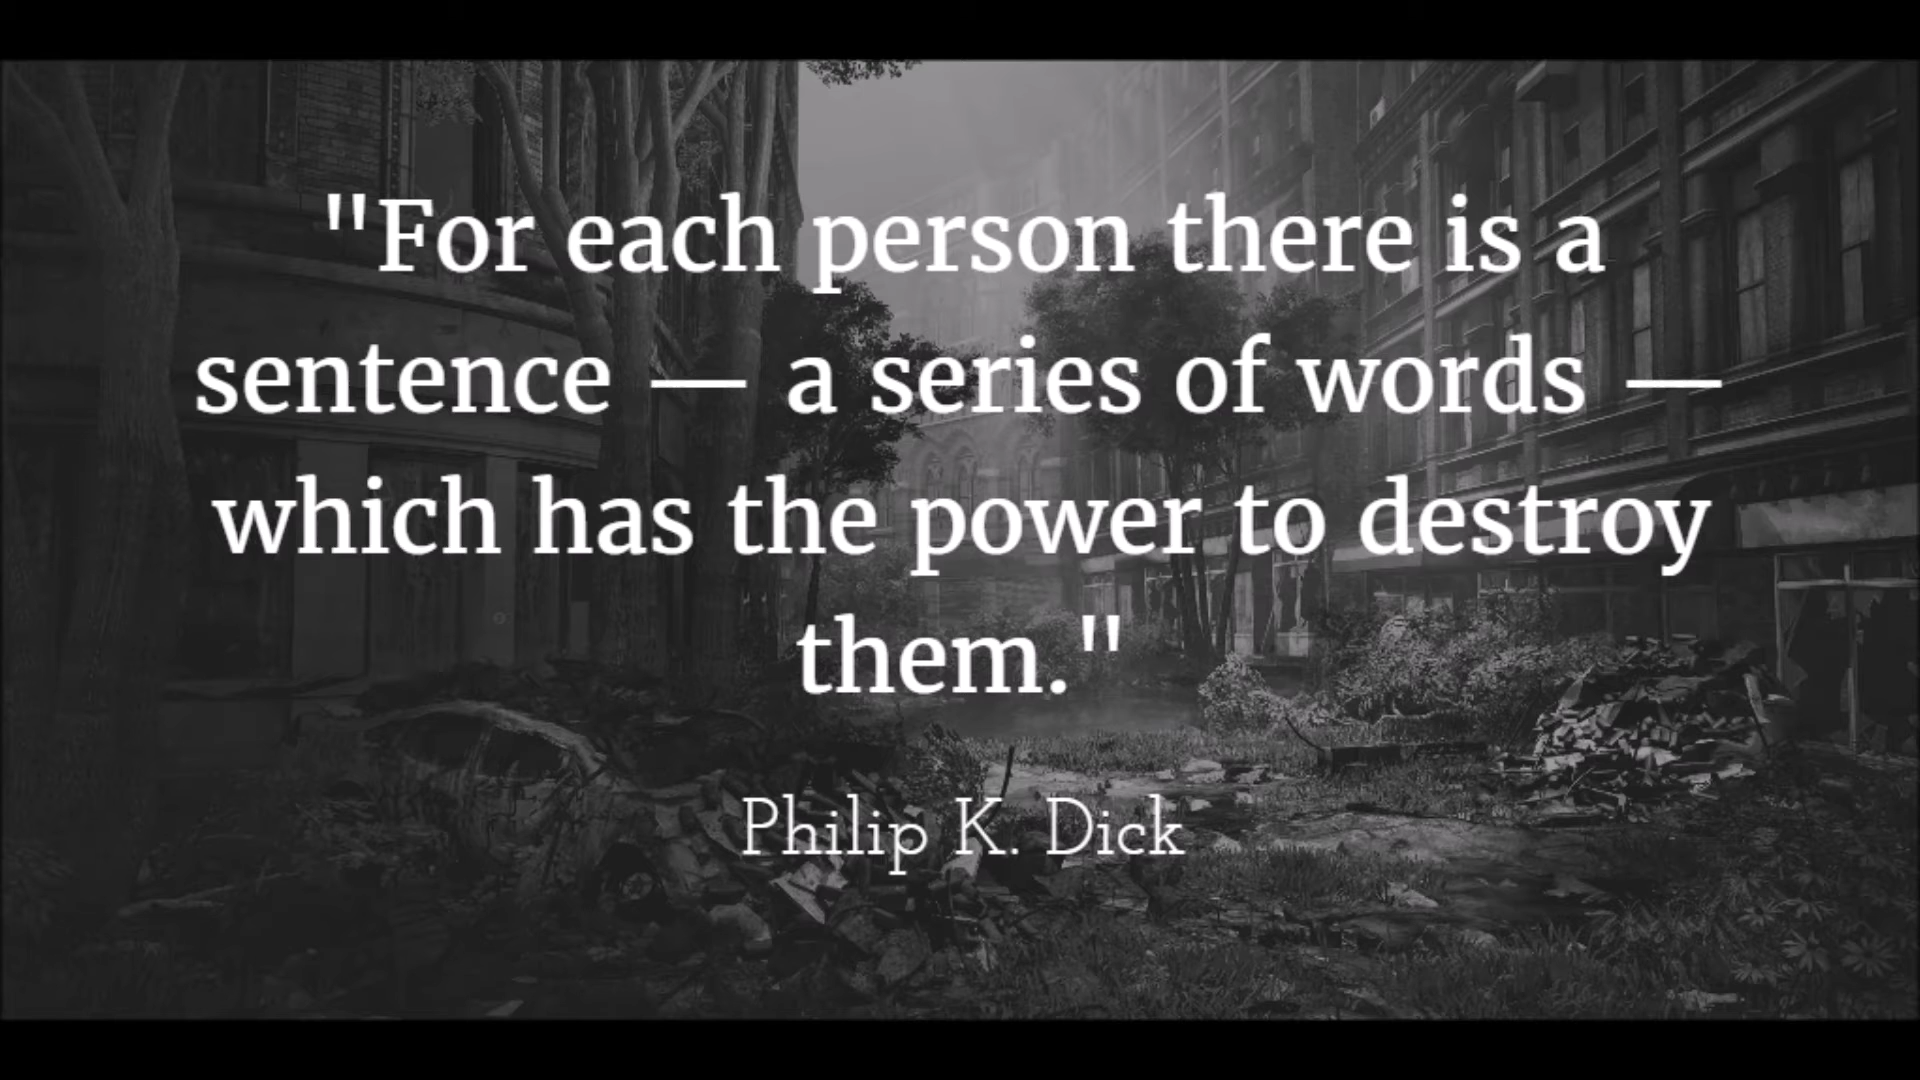 "For each person there is a
sentence — a series of words —
which has the power to destroy
them."
Philip K. Dick